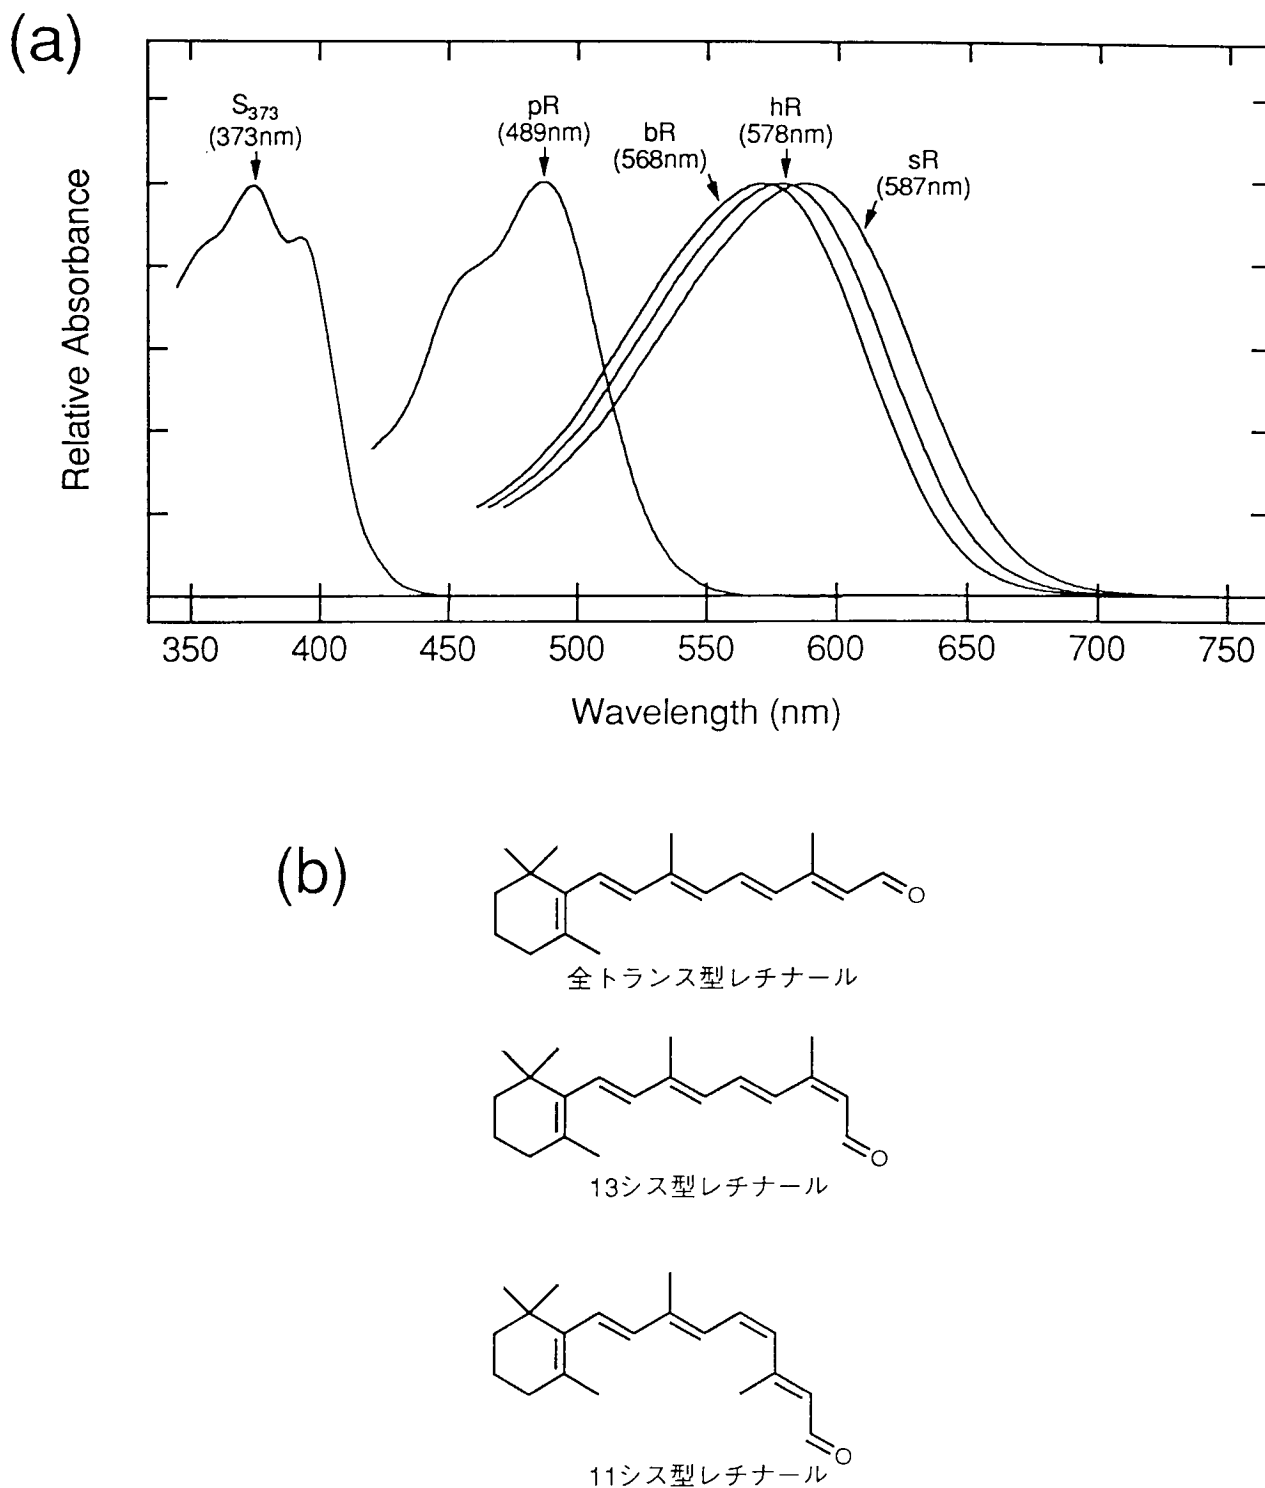 (a)
S373
(373nm)
pR
(489nm)
bR
(568nm)
hR
(578nm)
sR
(587nm)
Relative Absorbance
350 400 450 500 550 600 650 700 750
Wavelength (nm)
(b)
O
全トランス型レチナール
O
13シス型レチナール
O
11シス型レチナール